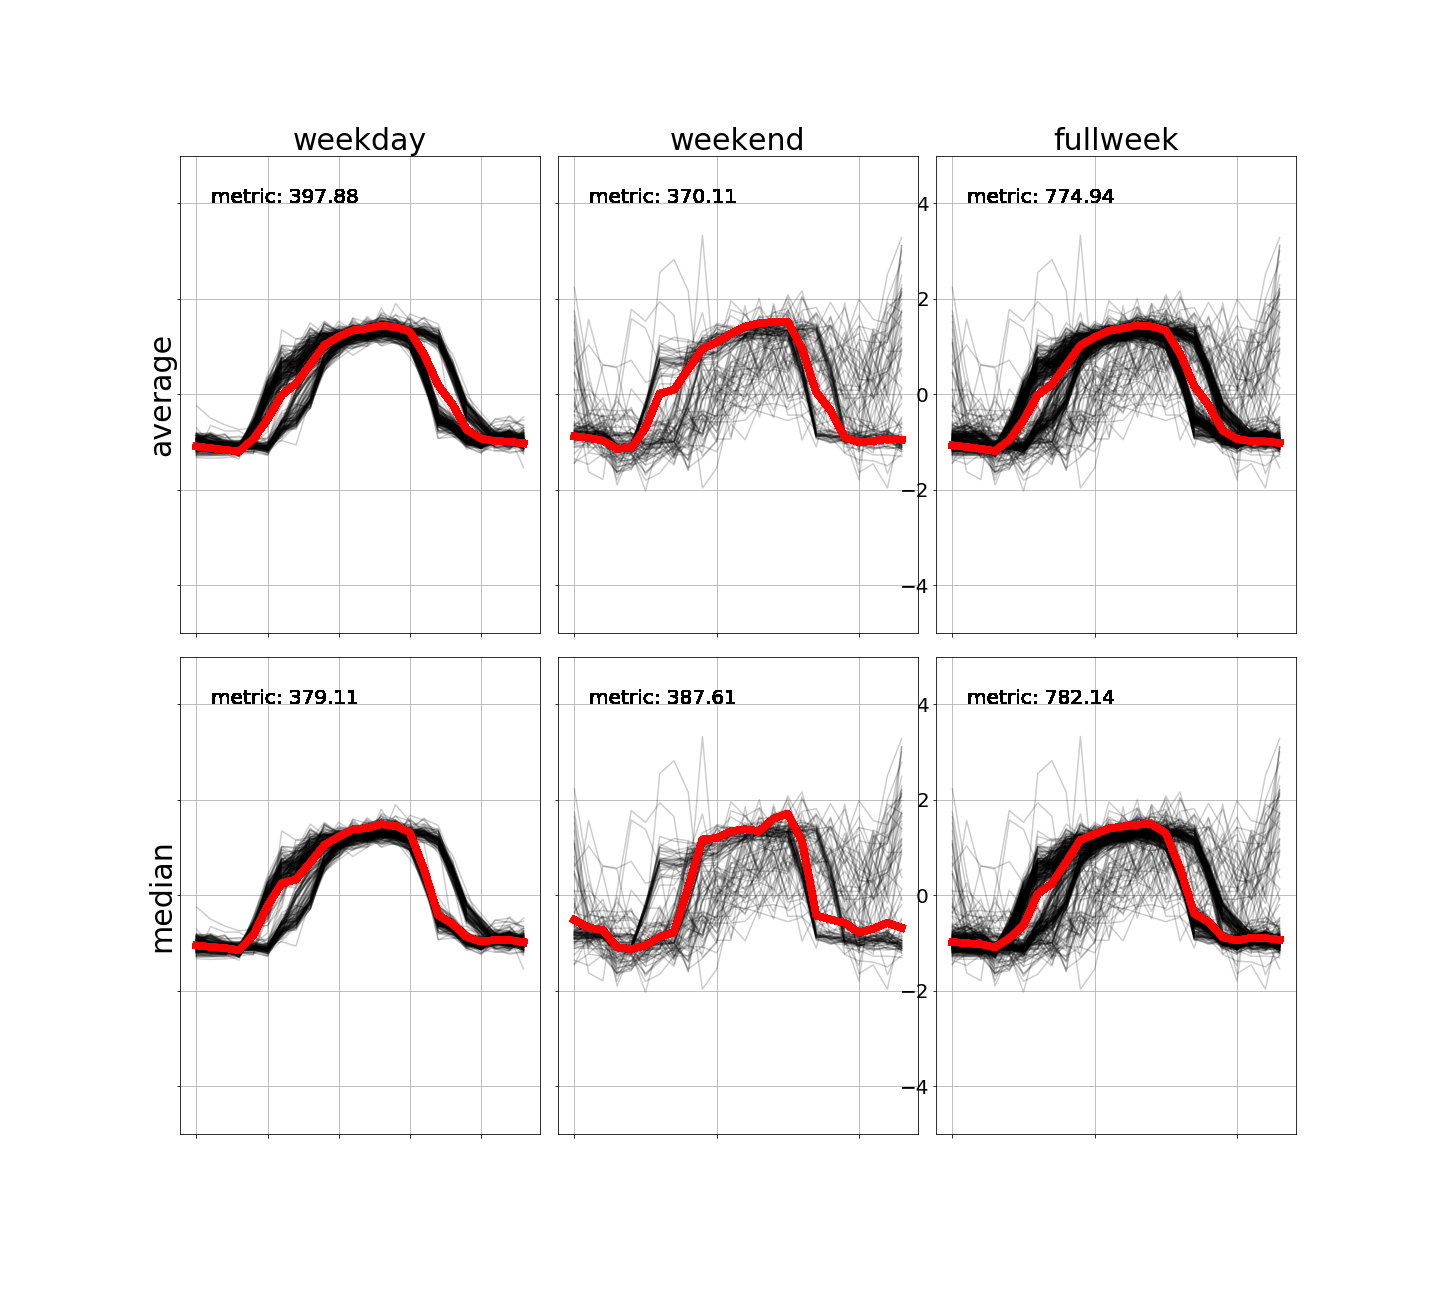 weekday
weekend
fullweek
average
metric: 397.88
metric: 370.11
metric: 774.94
4
2
0
−2
−4
median
metric: 379.11
metric: 387.61
metric: 782.14
4
2
0
−2
−4